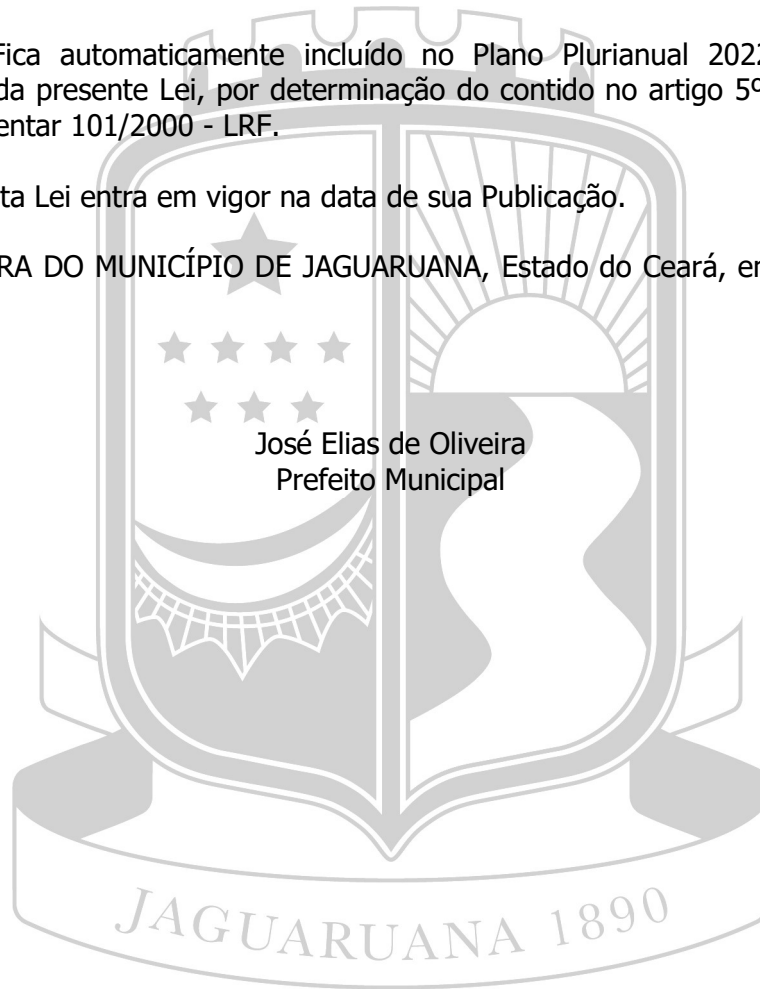 Fica automaticamente incluído no Plano Plurianual 2022
da presente Lei, por determinação do contido no artigo 5º
entar 101/2000 - LRF.
ta Lei entra em vigor na data de sua Publicação.
RA DO MUNICÍPIO DE JAGUARUANA, Estado do Ceará, en
José Elias de Oliveira
Prefeito Municipal
JAGUARUANA 1890